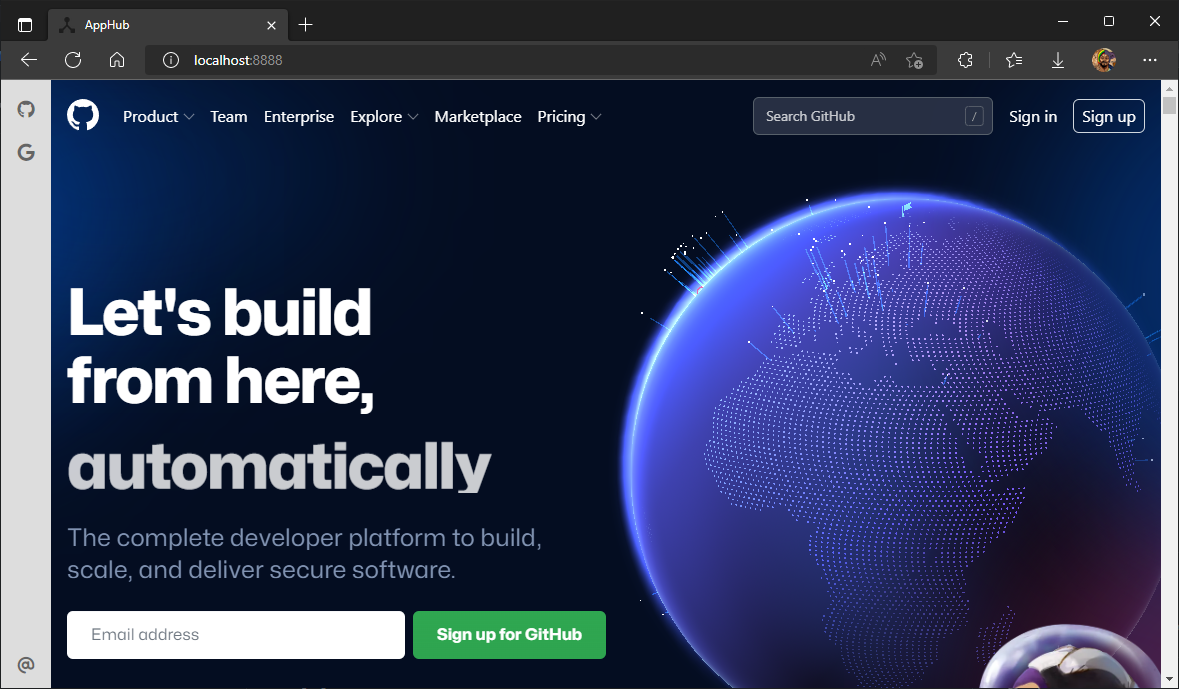 AppHub
localhost:8888
Product Team Enterprise Explore Marketplace Pricing
Search GitHub /
Sign in
Sign up
Let's build
from here,
automatically
The complete developer platform to build,
scale, and deliver secure software.
Email address
Sign up for GitHub
@